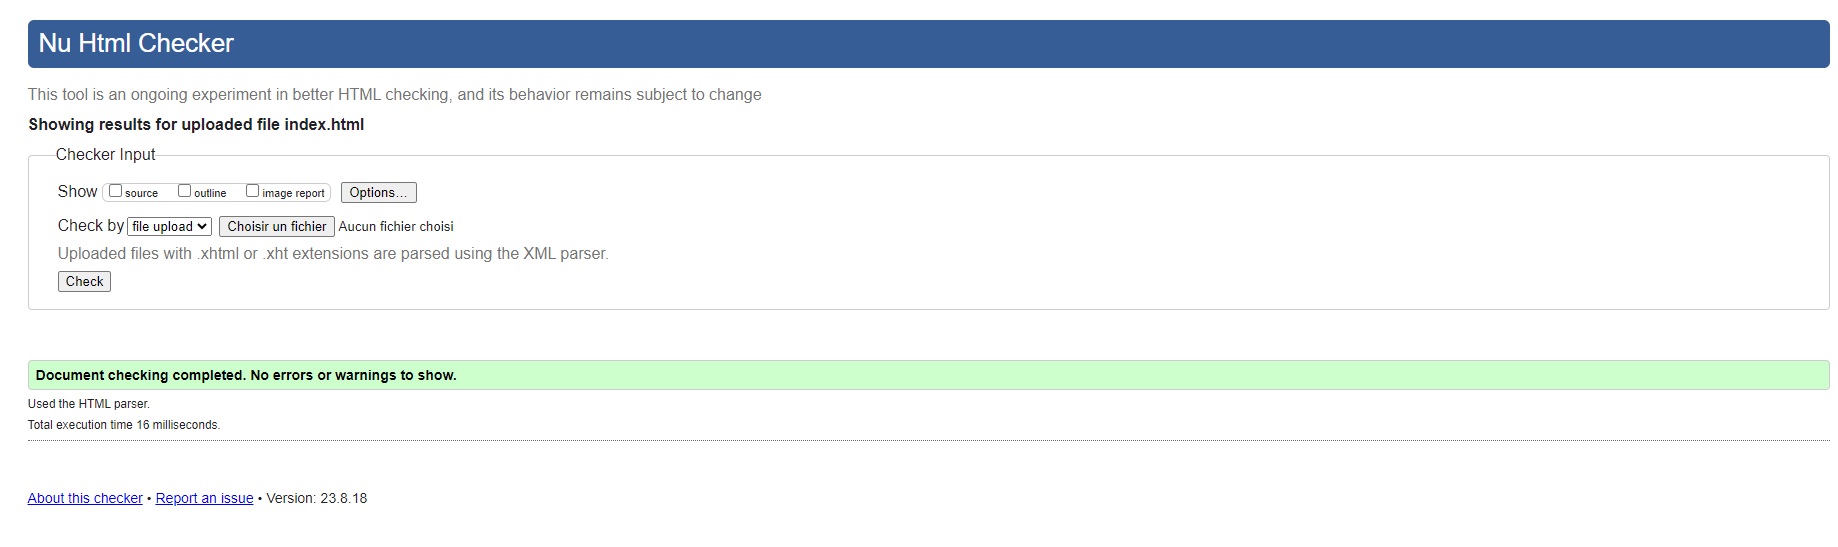 Nu Html Checker
This tool is an ongoing experiment in better HTML checking, and its behavior remains subject to change
Showing results for uploaded file index.html
Checker Input
Show source outline image report Options...
Check by file upload Choisir un fichier Aucun fichier choisi
Uploaded files with .xhtml or .xht extensions are parsed using the XML parser.
Check
Document checking completed. No errors or warnings to show.
Used the HTML parser.
Total execution time 16 milliseconds.
About this checker • Report an issue • Version: 23.8.18